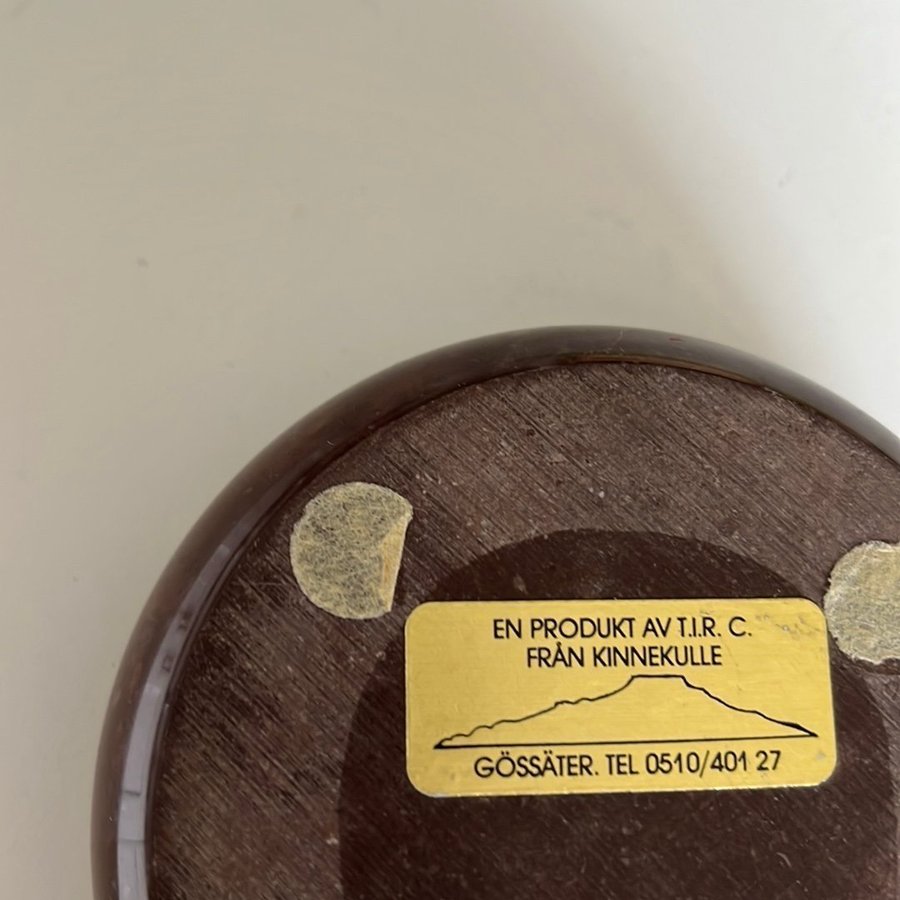 EN PRODUKT AV T.I.R. C.
FRÅN KINNEKULLE
GÖSSÄTER. TEL 0510/401 27